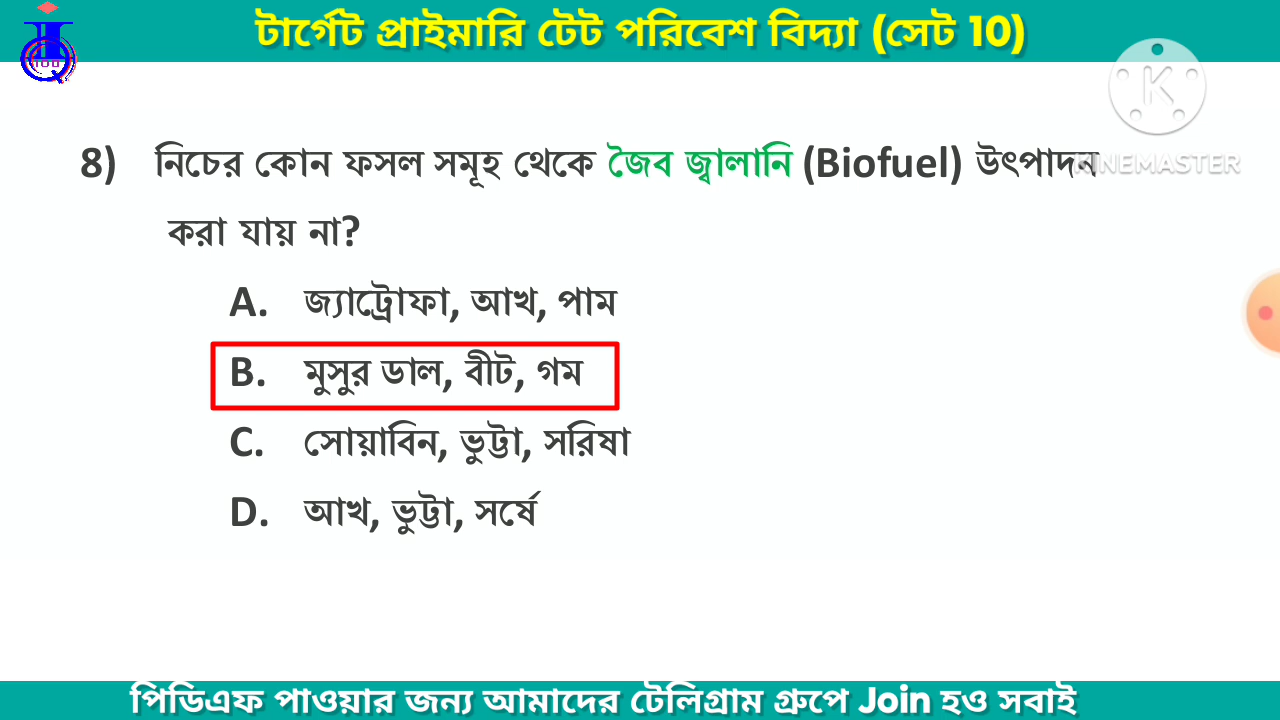 টার্গেট প্রাইমারি টেট পরিবেশ বিদ্যা (সেট 10)
8) নিচের কোন ফসল সমূহ থেকে জৈব জ্বালানি (Biofuel) উৎপাদন
করা যায় না?
A. জ্যাট্রোফা, আখ, পাম
B. মুসুর ডাল, বীট, গম
C. সোয়াবিন, ভুট্টা, সরিষা
D. আখ, ভুট্টা, সর্ষে
K
KINEMASTER
পিডিএফ পাওয়ার জন্য আমাদের টেলিগ্রাম গ্রুপে Join হও সবাই